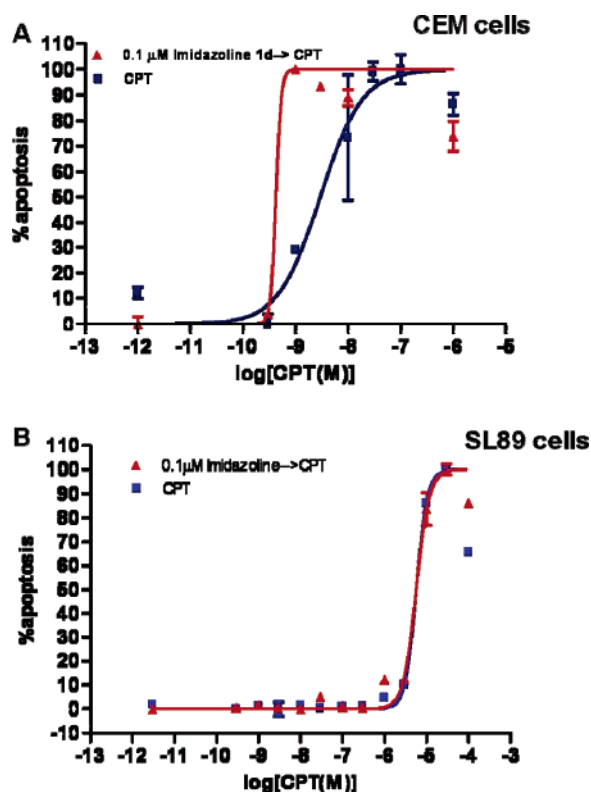 A
CEM cells
0.1 µM Imidazoline 1d–> CPT
CPT
%apoptosis
110
100
90
80
70
60
50
40
30
20
10
0
-13 -12 -11 -10 -9 -8 -7 -6 -5
log[CPT(M)]
B
SL89 cells
0.1µM Imidazoline–>CPT
CPT
%apoptosis
110
100
90
80
70
60
50
40
30
20
10
0
-10
-13 -12 -11 -10 -9 -8 -7 -6 -5 -4 -3
log[CPT(M)]